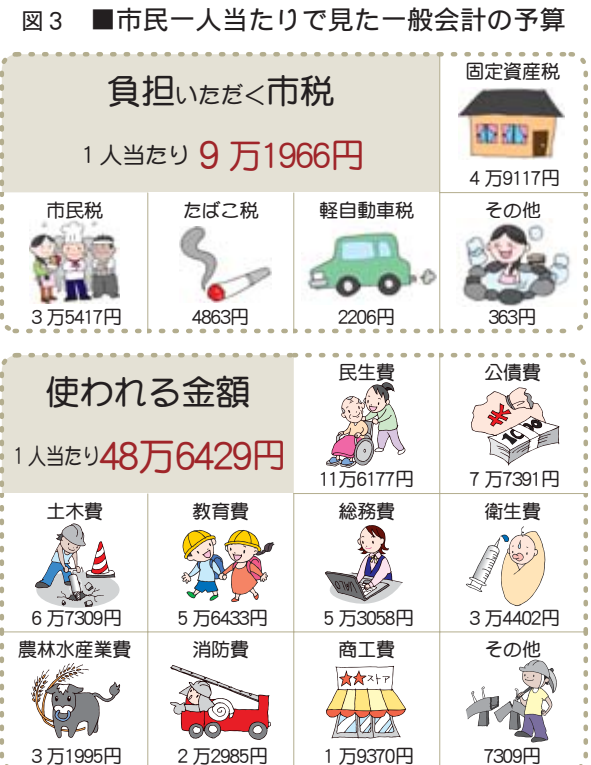 図3 ■市民一人当たりで見た一般会計の予算
負担いただく市税
1人当たり 9万1966円
固定資産税
4万9117円
市民税
3万5417円
たばこ税
4863円
軽自動車税
2206円
その他
363円
使われる金額
1人当たり48万6429円
民生費
11万6177円
公債費
7万7391円
土木費
6万7309円
教育費
5万6433円
総務費
5万3058円
衛生費
3万4402円
農林水産業費
3万1995円
消防費
2万2985円
商工費
★★ストア
1万9370円
その他
7309円